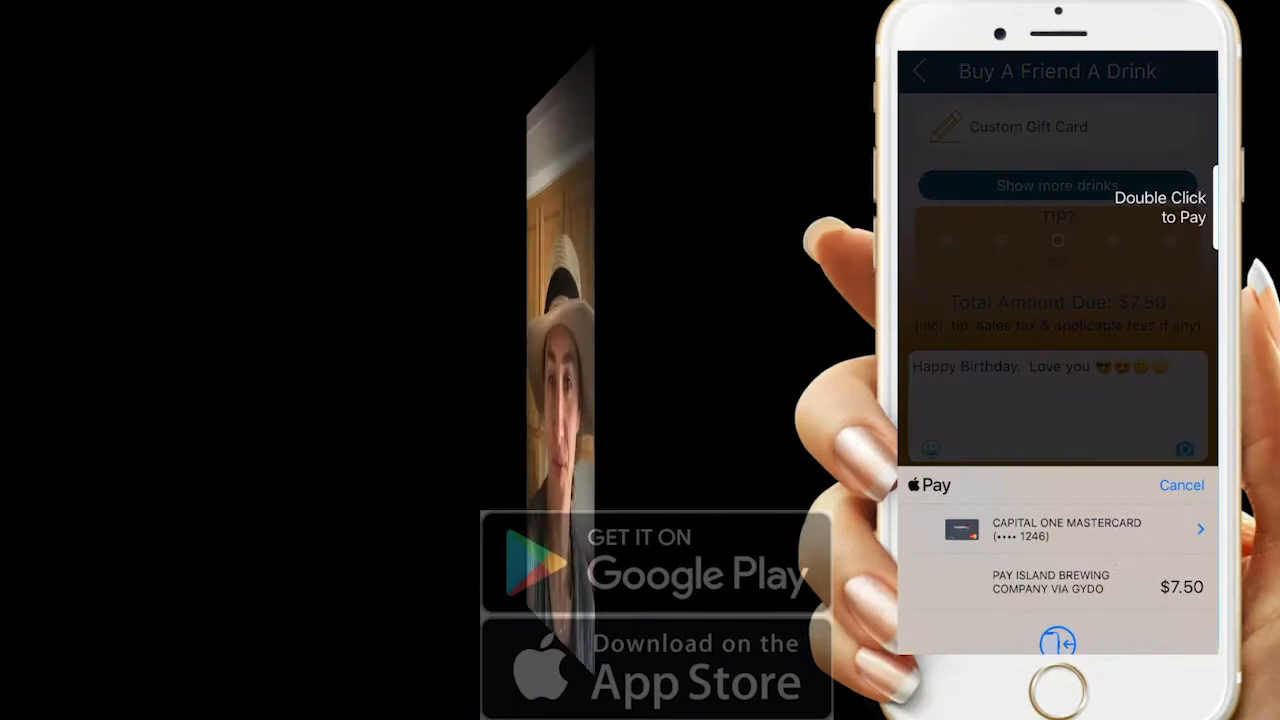 Buy A Friend A Drink
Custom Gift Card
Show more drinks
Double Click
to Pay
TIP?
Total Amount Due: $7.50
(incl. tip, sales tax & applicable fees if any)
Happy Birthday. Love you 😎😍😊😊
Pay
Cancel
CAPITAL ONE MASTERCARD
(•••• 1246)
PAY ISLAND BREWING
COMPANY VIA GYDO
$7.50
GET IT ON
Google Play
Download on the
App Store